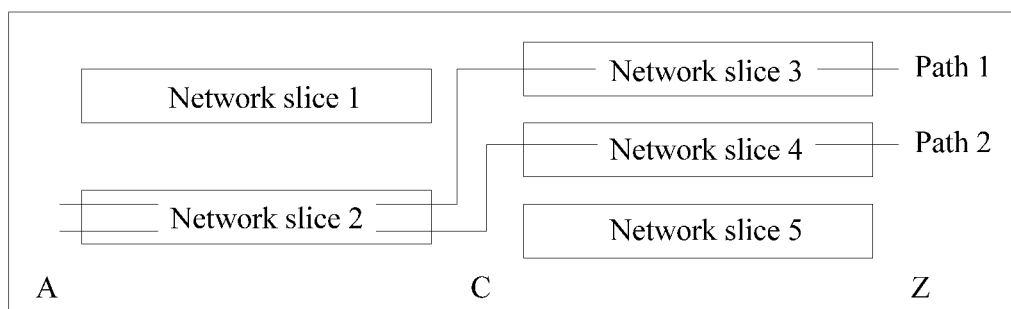 Network slice 1
Network slice 2
Network slice 3
Network slice 4
Network slice 5
Path 1
Path 2
A
C
Z